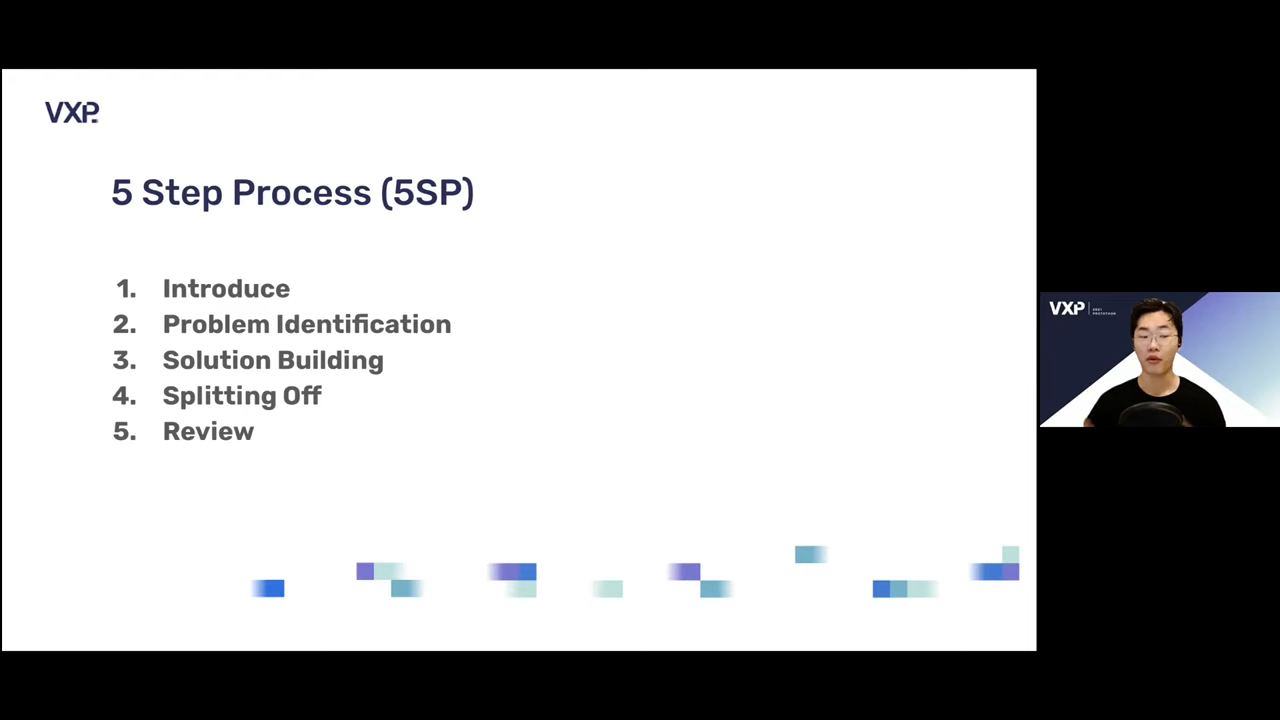 VXP
5 Step Process (5SP)
1. Introduce
2. Problem Identification
3. Solution Building
4. Splitting Off
5. Review
VXP